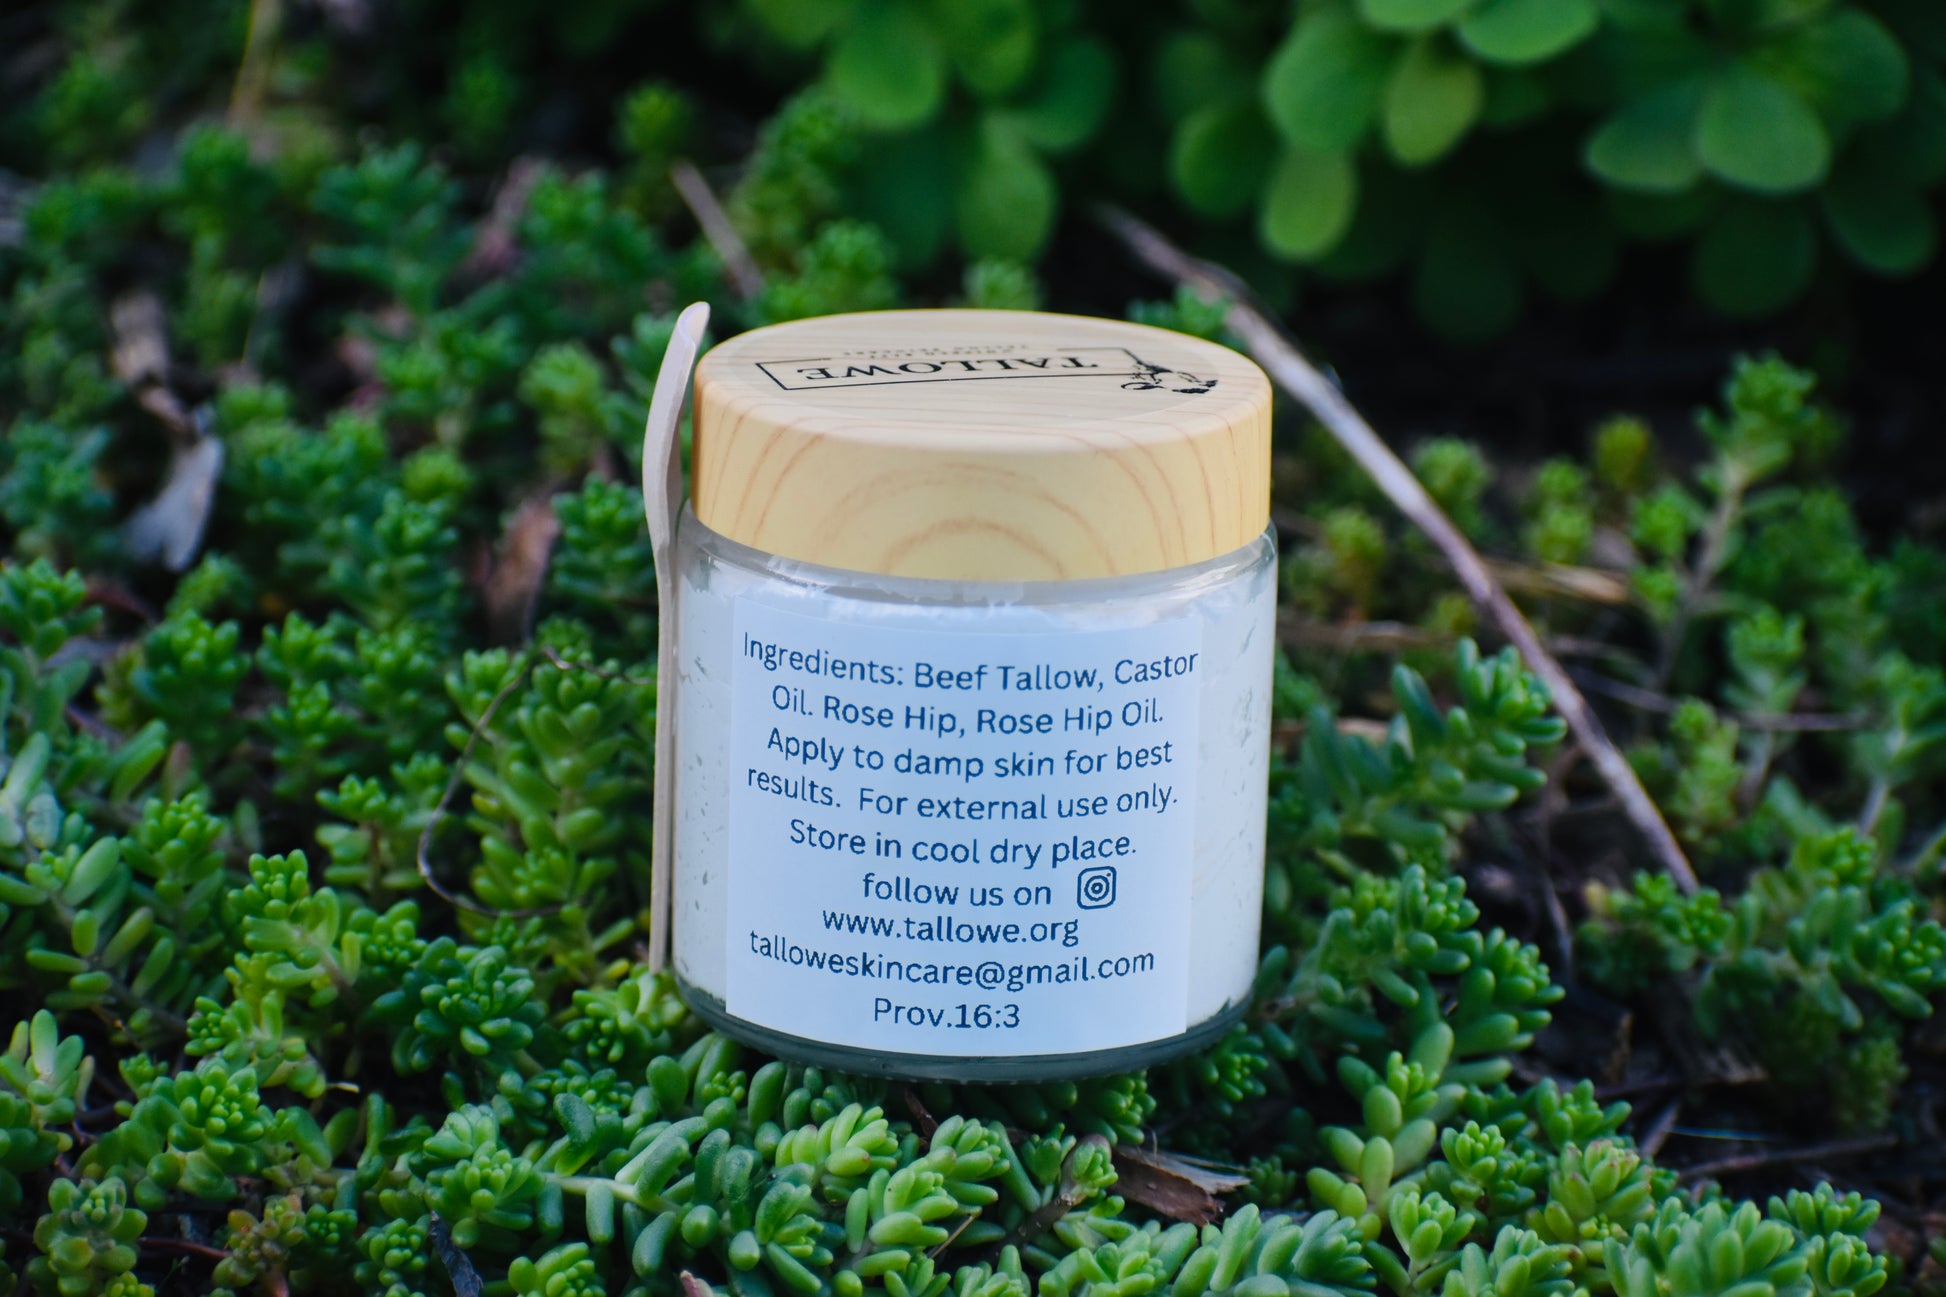 TALLOWE
Ingredients: Beef Tallow, Castor
Oil. Rose Hip, Rose Hip Oil.
Apply to damp skin for best
results. For external use only.
Store in cool dry place.
follow us on
www.tallowe.org
talloweskincare@gmail.com
Prov.16:3